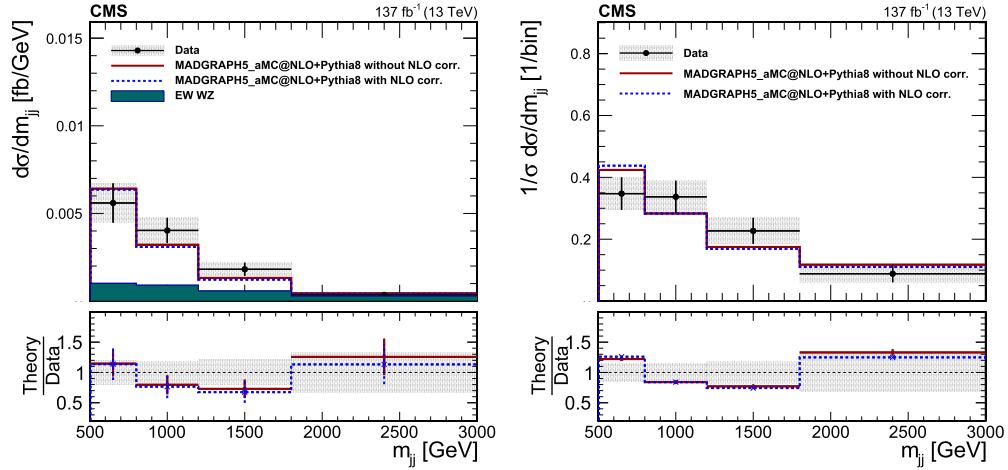 CMS 137 fb⁻¹ (13 TeV)
dσ/dm_jj [fb/GeV]
0.015
0.01
0.005
Data
MADGRAPH5_aMC@NLO+Pythia8 without NLO corr.
MADGRAPH5_aMC@NLO+Pythia8 with NLO corr.
EW WZ
Theory
Data
1.5
1
0.5
500 1000 1500 2000 2500 3000
m_jj [GeV]
CMS 137 fb⁻¹ (13 TeV)
1/σ dσ/dm_jj [1/bin]
0.8
0.6
0.4
0.2
Data
MADGRAPH5_aMC@NLO+Pythia8 without NLO corr.
MADGRAPH5_aMC@NLO+Pythia8 with NLO corr.
Theory
Data
1.5
1
0.5
500 1000 1500 2000 2500 3000
m_jj [GeV]